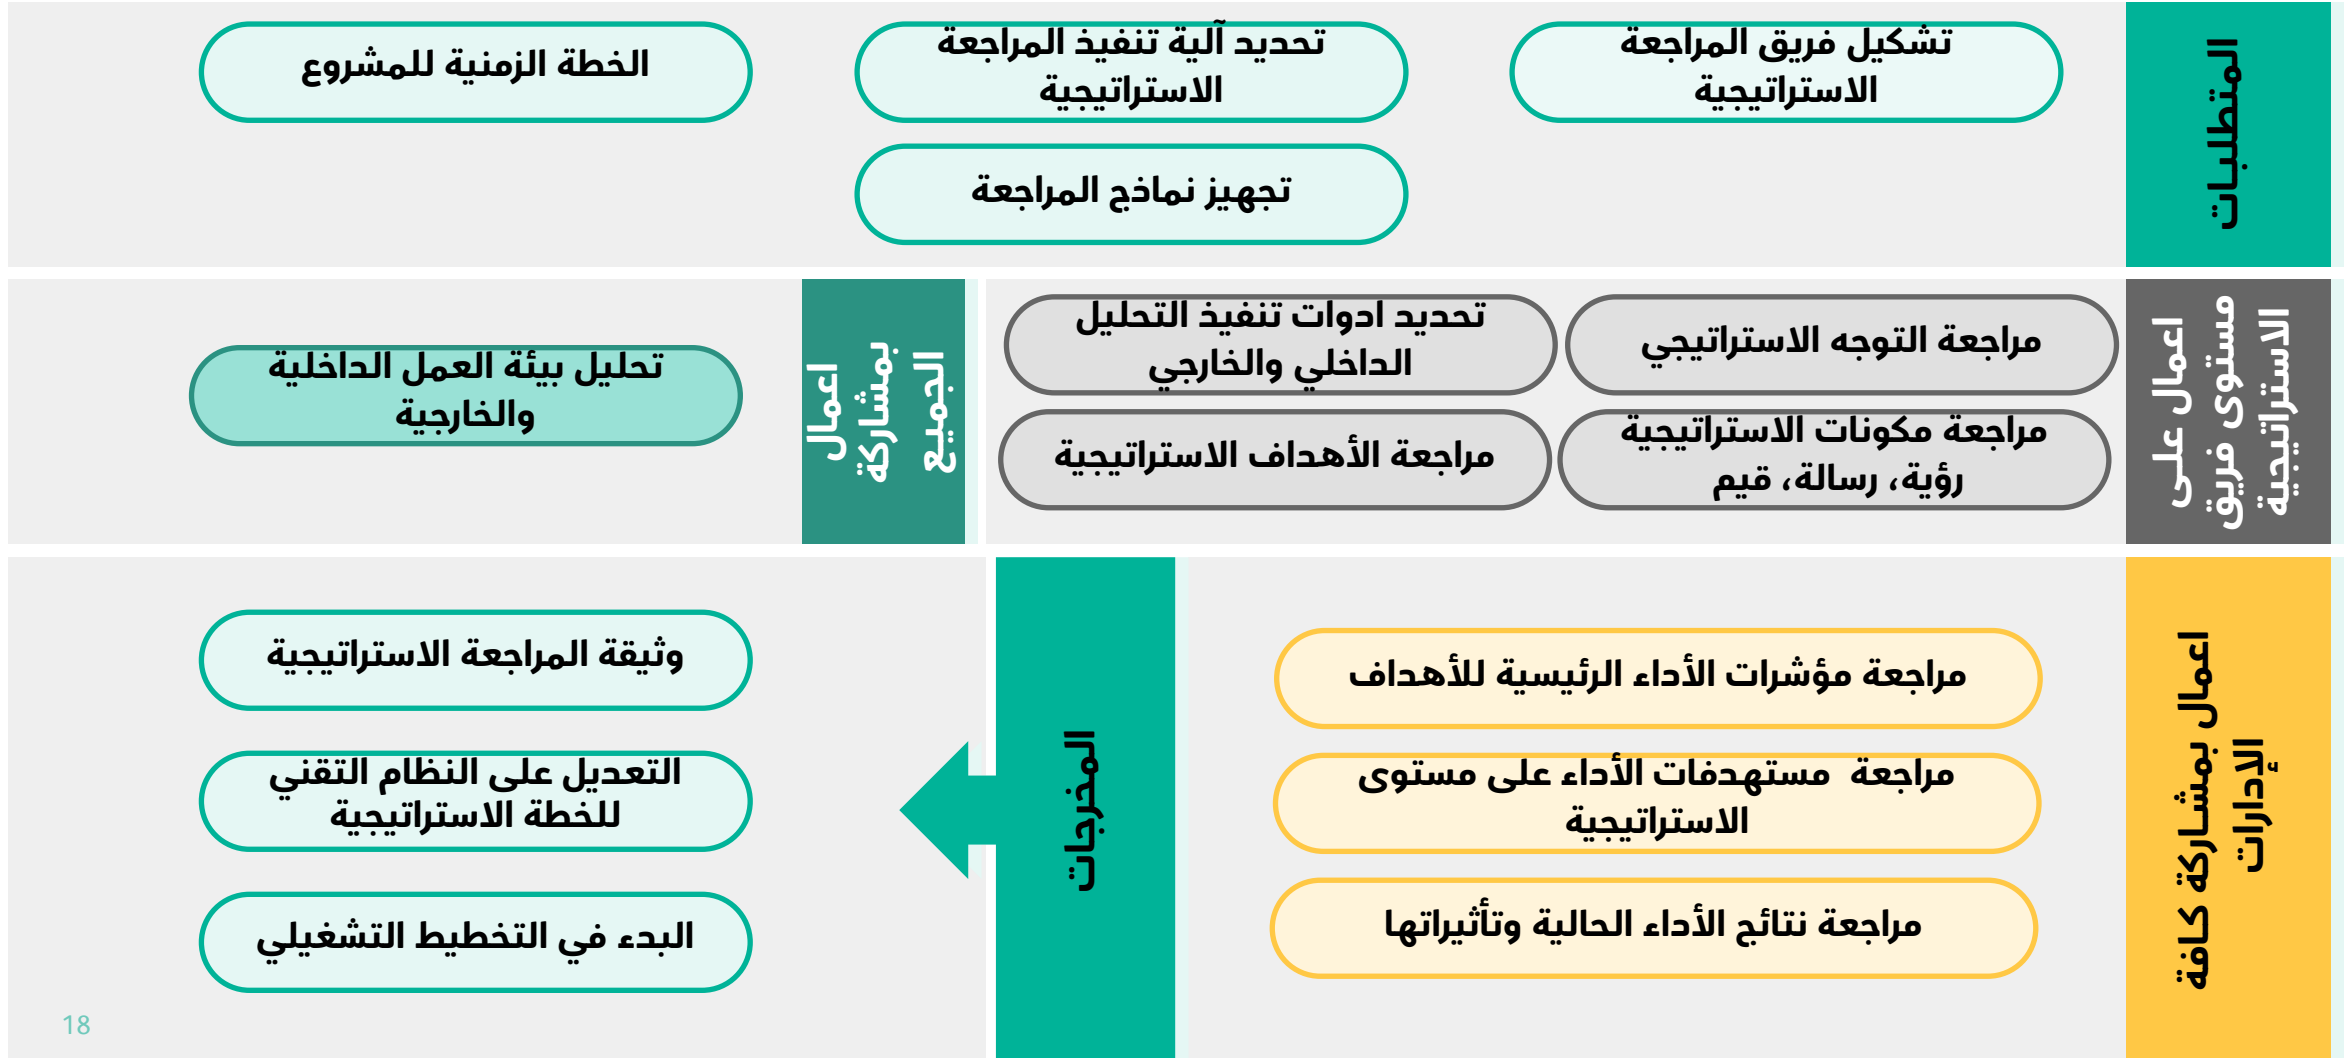 المتطلبات
تشكيل فريق المراجعة
الاستراتيجية
تحديد آلية تنفيذ المراجعة
الاستراتيجية
الخطة الزمنية للمشروع
تجهيز نماذج المراجعة
اعمال على
مستوى فريق
الاستراتيجية
مراجعة التوجه الاستراتيجي
تحديد ادوات تنفيذ التحليل
الداخلي والخارجي
مراجعة مكونات الاستراتيجية
رؤية، رسالة، قيم
مراجعة الأهداف الاستراتيجية
اعمال
بمشاركة
الجميع
تحليل بيئة العمل الداخلية
والخارجية
اعمال بمشاركة كافة
الإدارات
مراجعة مؤشرات الأداء الرئيسية للأهداف
مراجعة  مستهدفات الأداء على مستوى
الاستراتيجية
مراجعة نتائج الأداء الحالية وتأثيراتها
المخرجات
وثيقة المراجعة الاستراتيجية
التعديل على النظام التقني
للخطة الاستراتيجية
البدء في التخطيط التشغيلي
18